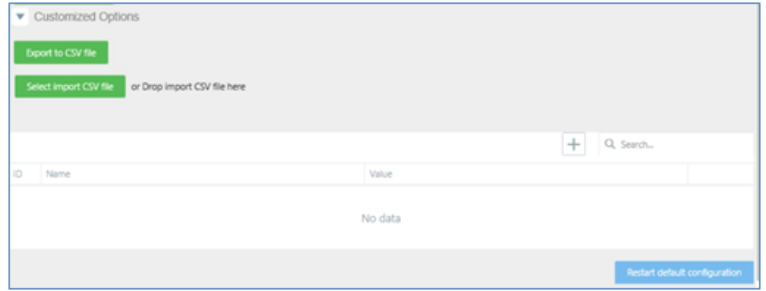 Customized Options
Export to CSV file
Select import CSV file or Drop import CSV file here
Search...
ID Name Value
No data
Restart default configuration